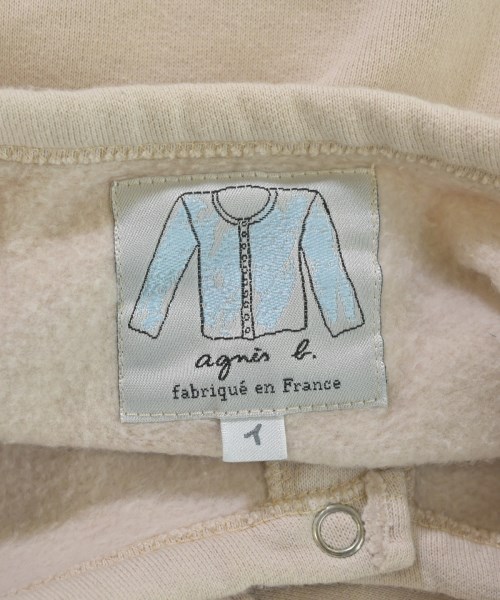 agnès b.
fabriqué en France
1